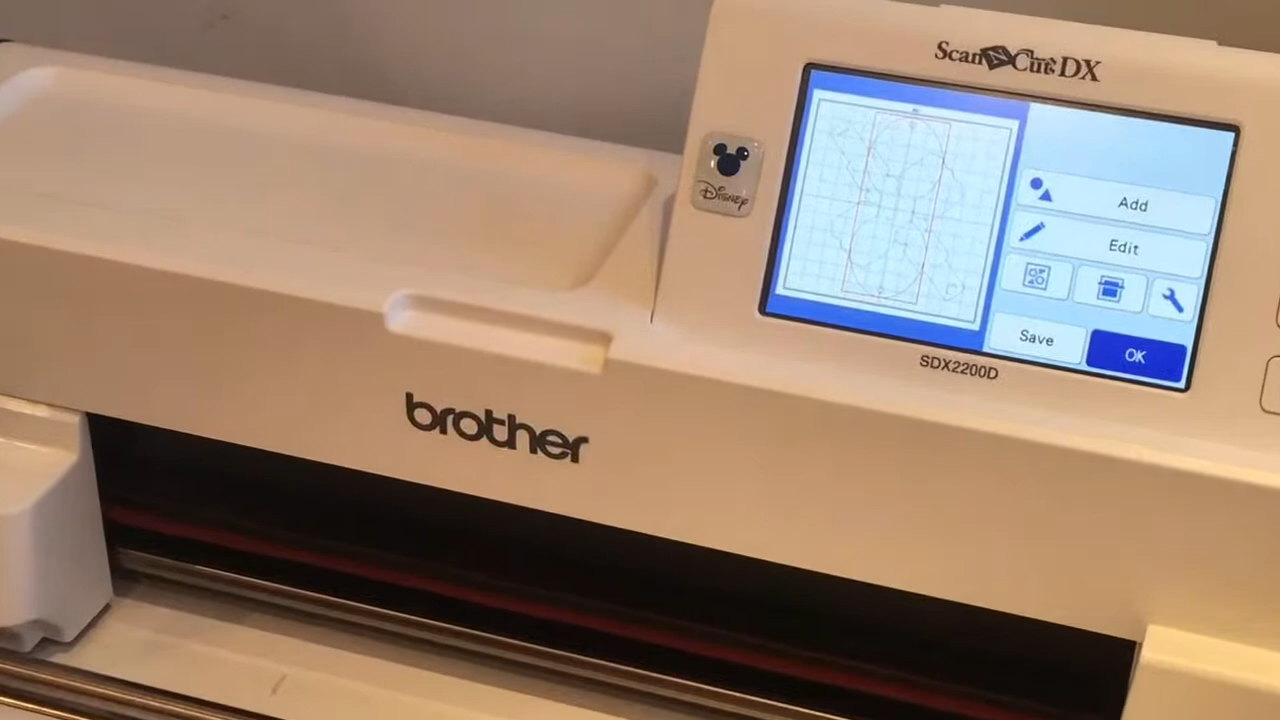 ScanNCut DX
DISNEY
Add
Edit
Save
OK
SDX2200D
brother